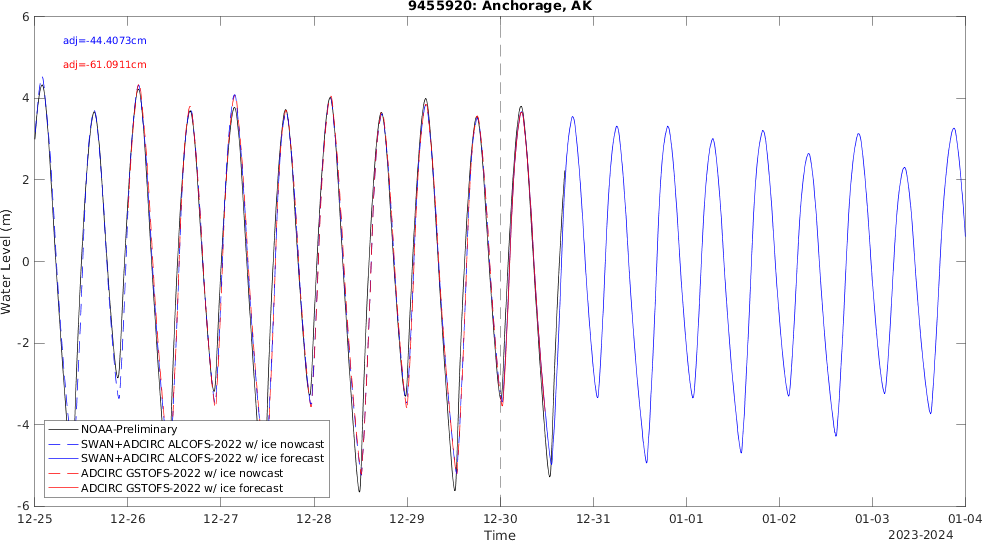 9455920: Anchorage, AK
6
adj=-44.4073cm
adj=-61.0911cm
4
2
0
-2
-4
-6
Water Level (m)
NOAA-Preliminary
SWAN+ADCIRC ALCOFS-2022 w/ ice nowcast
SWAN+ADCIRC ALCOFS-2022 w/ ice forecast
ADCIRC GSTOFS-2022 w/ ice nowcast
ADCIRC GSTOFS-2022 w/ ice forecast
12-25 12-26 12-27 12-28 12-29 12-30 12-31 01-01 01-02 01-03 01-04
Time
2023-2024